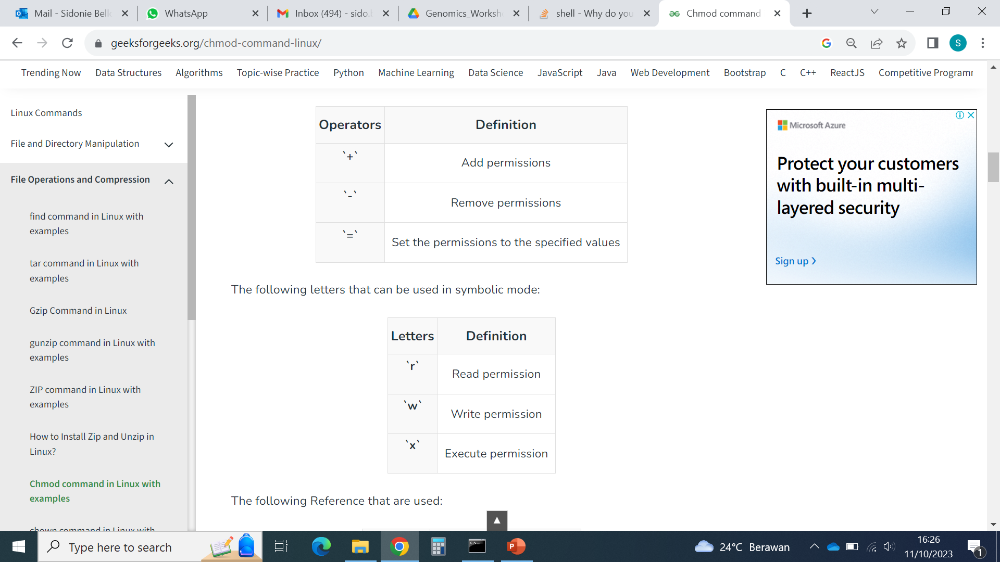 Mail - Sidonie Bell
WhatsApp
Inbox (494) - sido.
Genomics_Worksh
shell - Why do you
Chmod command
geeksforgeeks.org/chmod-command-linux/
S
Trending Now Data Structures Algorithms Topic-wise Practice Python Machine Learning Data Science JavaScript Java Web Development Bootstrap C C++ ReactJS Competitive Program
Linux Commands
File and Directory Manipulation
File Operations and Compression
find command in Linux with
examples
tar command in Linux with
examples
Gzip Command in Linux
gunzip command in Linux with
examples
ZIP command in Linux with
examples
How to Install Zip and Unzip in
Linux?
Chmod command in Linux with
examples
chown command in Linux with
Operators Definition
`+` Add permissions
`-` Remove permissions
`=` Set the permissions to the specified values
The following letters that can be used in symbolic mode:
Letters Definition
`r` Read permission
`w` Write permission
`x` Execute permission
The following Reference that are used:
Microsoft Azure
Protect your customers
with built-in multi-
layered security
Sign up
Type here to search
24°C Berawan
16:26
11/10/2023
1